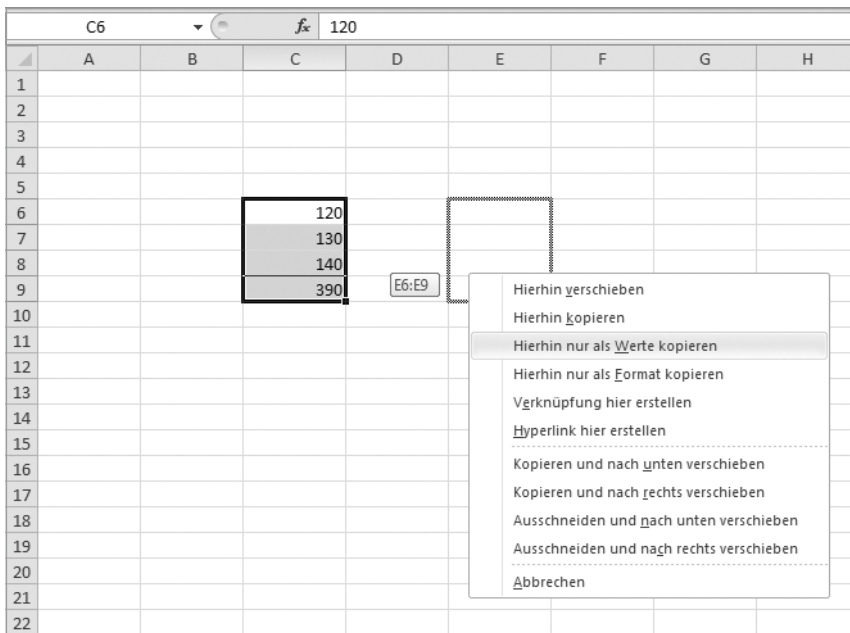 C6 fx 120
A B C D E F G H
1
2
3
4
5
6 120
7 130
8 140
9 390 E6:E9 Hierhin verschieben
10 Hierhin kopieren
11 Hierhin nur als Werte kopieren
12 Hierhin nur als Format kopieren
13 Verknüpfung hier erstellen
14 Hyperlink hier erstellen
15
16 Kopieren und nach unten verschieben
17 Kopieren und nach rechts verschieben
18 Ausschneiden und nach unten verschieben
19 Ausschneiden und nach rechts verschieben
20 Abbrechen
21
22